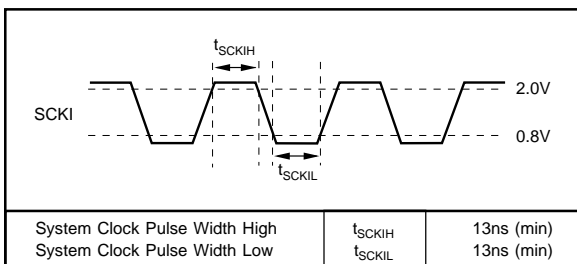 tSCKIH
2.0V
SCKI
0.8V
tSCKIL
System Clock Pulse Width High tSCKIH 13ns (min)
System Clock Pulse Width Low tSCKIL 13ns (min)